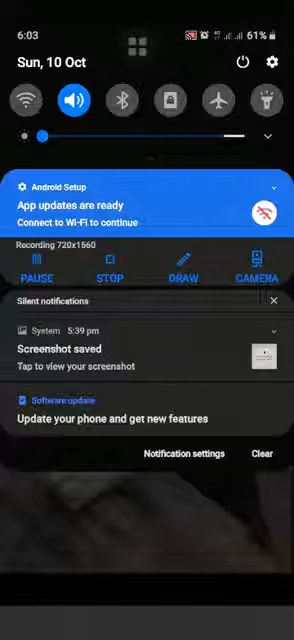 6:03
61%
Sun, 10 Oct
Android Setup
App updates are ready
Connect to Wi-Fi to continue
Recording 720x1560
PAUSE STOP DRAW CAMERA
Silent notifications
System 5:39 pm
Screenshot saved
Tap to view your screenshot
Software update
Update your phone and get new features
Notification settings Clear